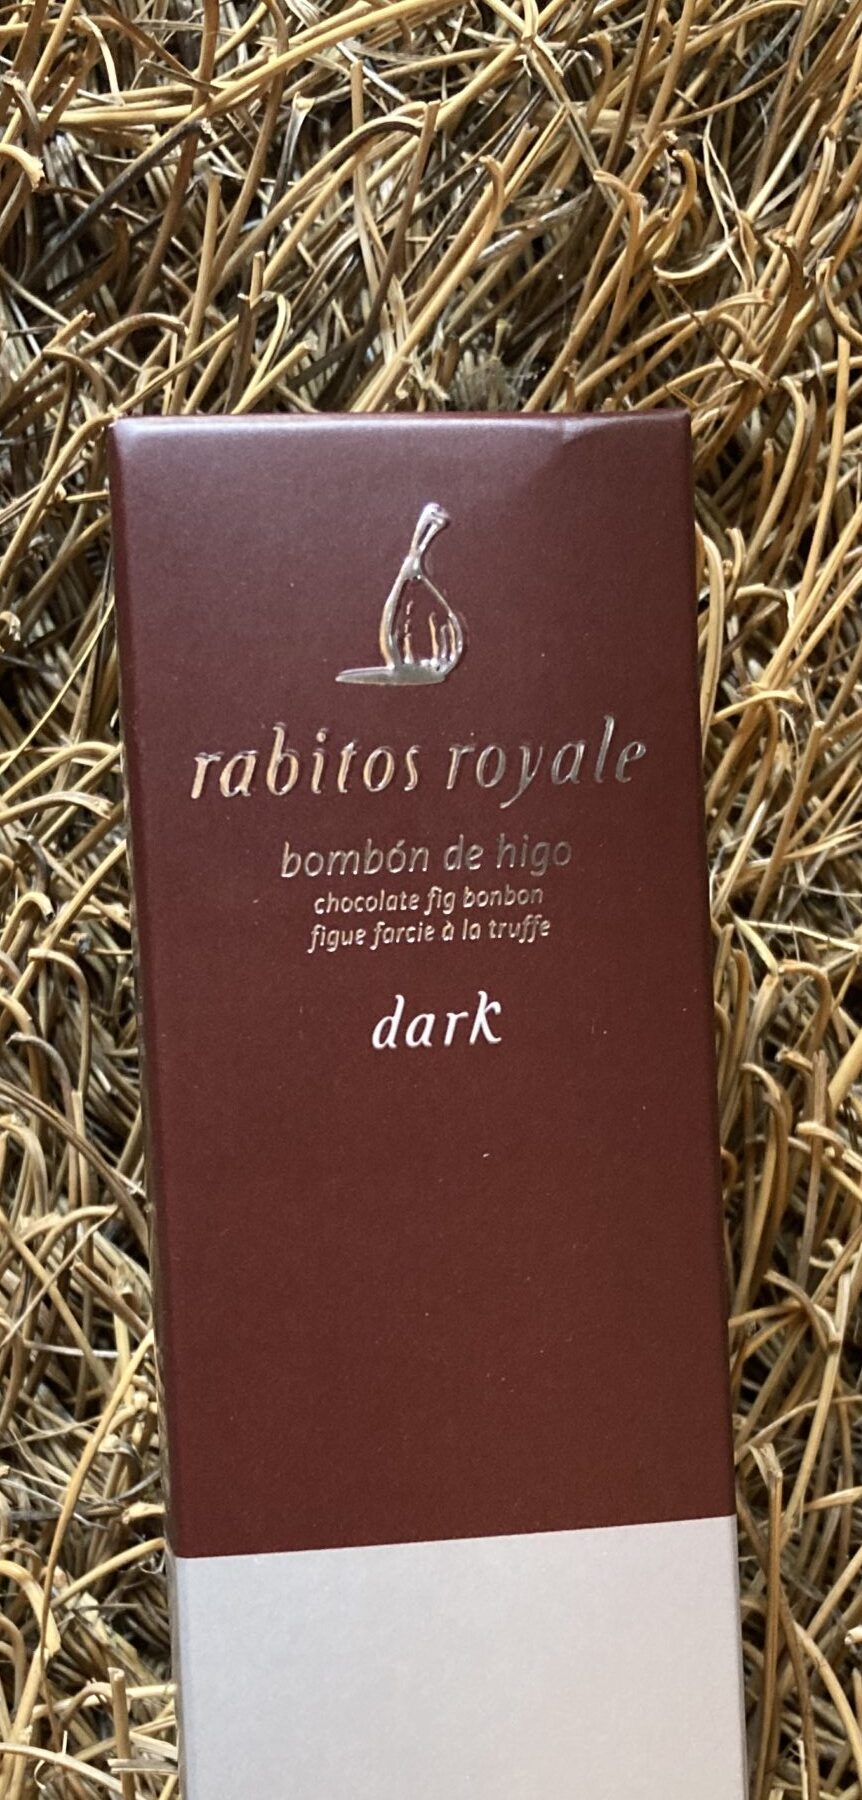 rabitos royale
bombón de higo
chocolate fig bonbon
figue farcie à la truffe
dark